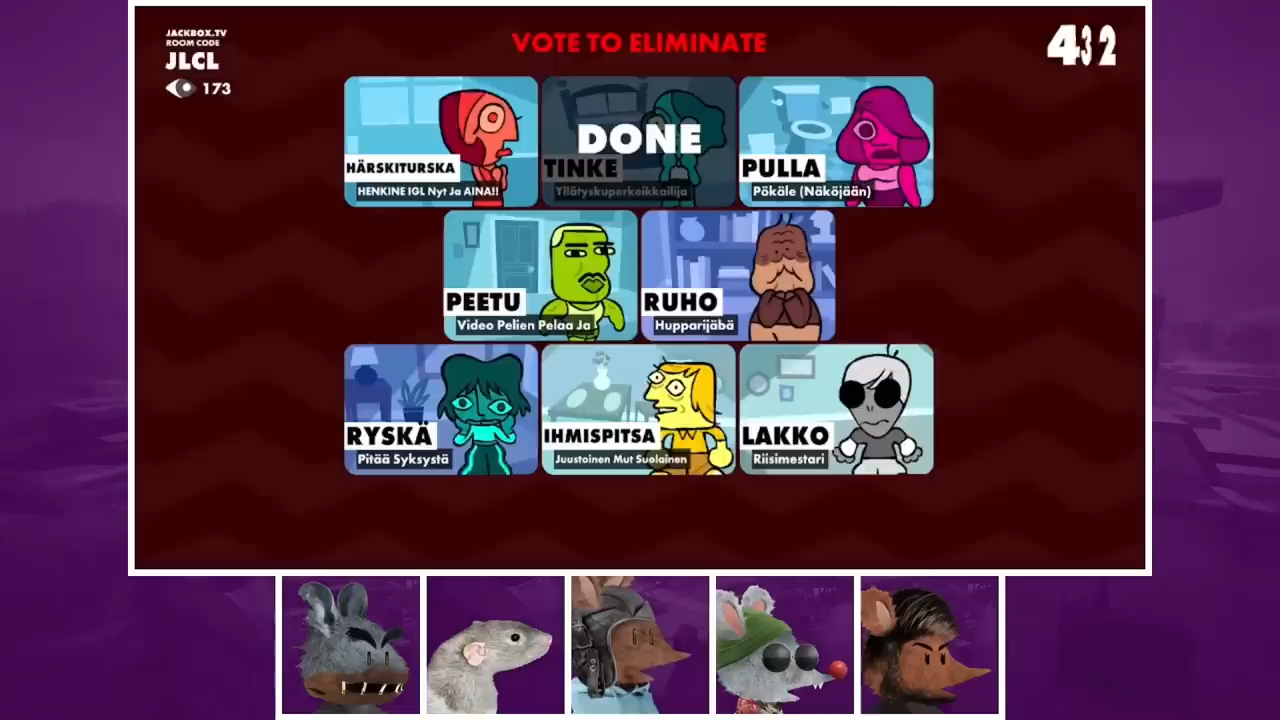 JACKBOX.TV
ROOM CODE
JLCL
173
VOTE TO ELIMINATE
432
HÄRSKITURSKA
HENKINE IGL Nyt Ja AINA!!
DONE
TINKE
Yllätyskuperkeikkailija
PULLA
Pökäle (Näköjään)
PEETU
Video Pelien Pelaa Ja
RUHO
Hupparijäbä
RYSKÄ
Pitää Syksystä
IHMISPITSA
Juustoinen Mut Suolainen
LAKKO
Riisimestari